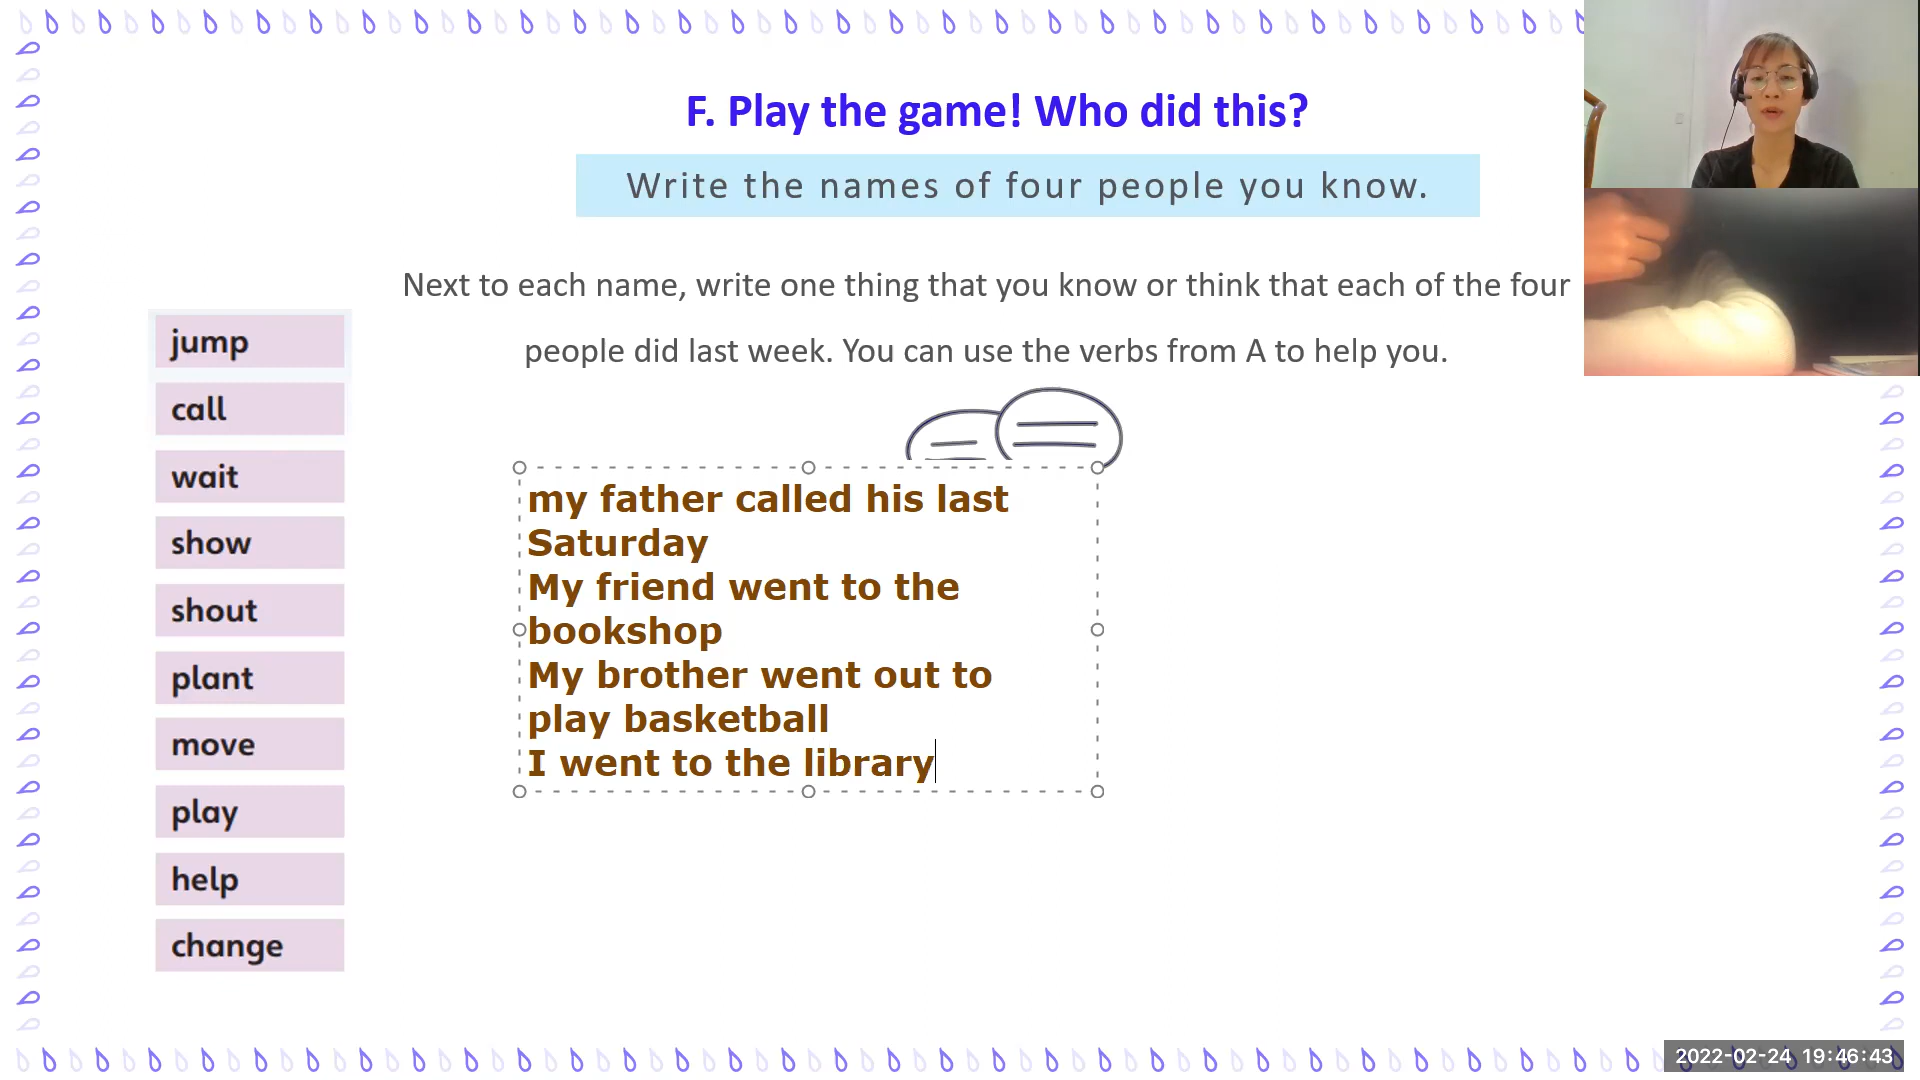 F. Play the game! Who did this?
Write the names of four people you know.
Next to each name, write one thing that you know or think that each of the four
people did last week. You can use the verbs from A to help you.
jump
call
wait
show
shout
plant
move
play
help
change
my father called his last
Saturday
My friend went to the
bookshop
My brother went out to
play basketball
I went to the library
2022-02-24 19:46:43